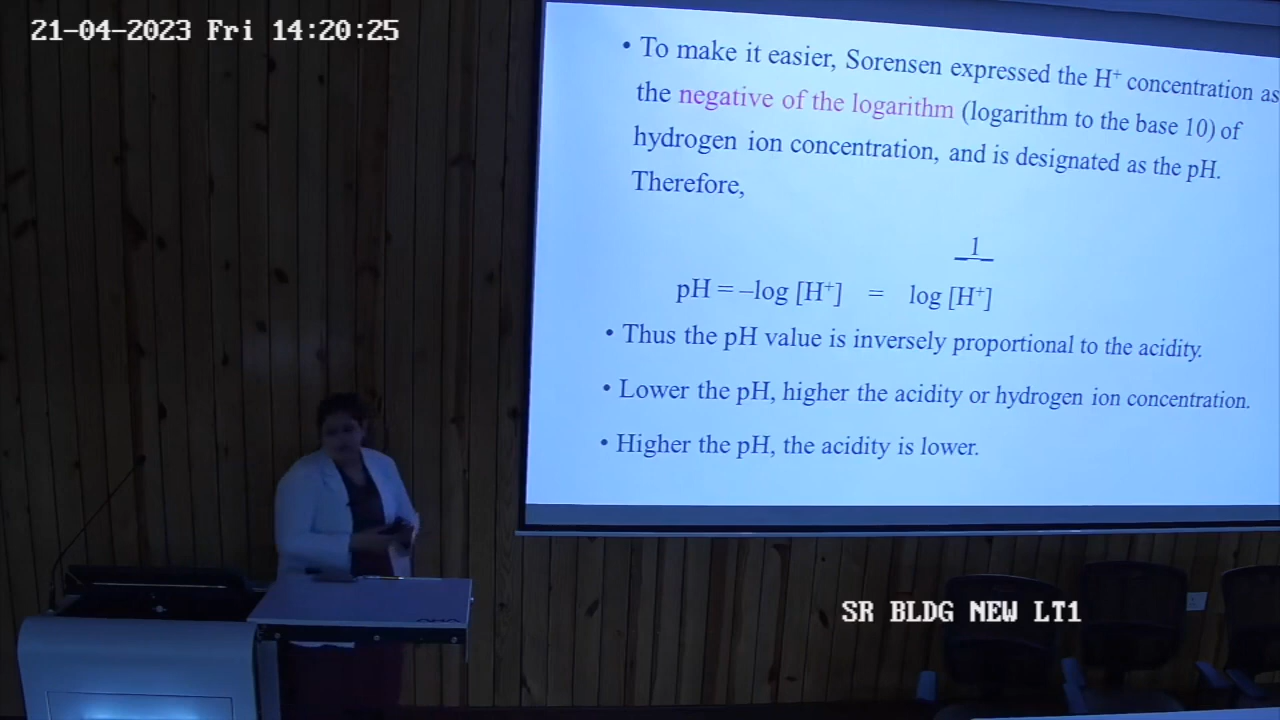 21-04-2023 Fri 14:20:25
• To make it easier, Sorensen expressed the H⁺ concentration as
the negative of the logarithm (logarithm to the base 10) of
hydrogen ion concentration, and is designated as the pH.
Therefore,
1
pH = –log [H⁺] = log [H⁺]
• Thus the pH value is inversely proportional to the acidity.
• Lower the pH, higher the acidity or hydrogen ion concentration.
• Higher the pH, the acidity is lower.
SR BLDG NEW LT1